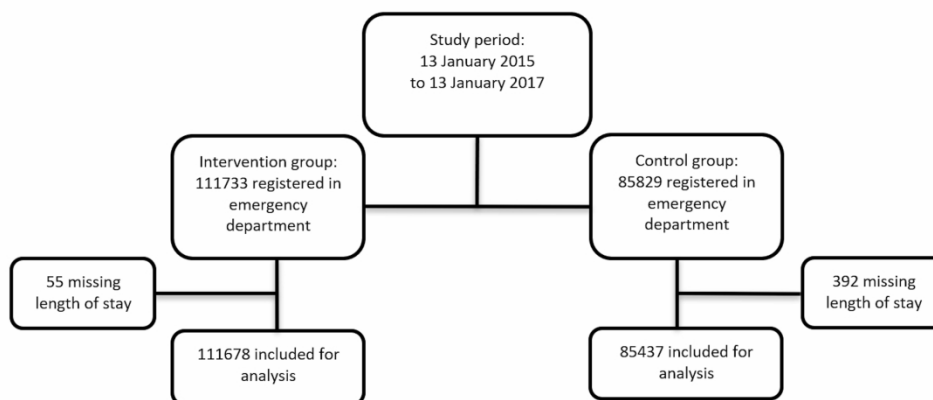 Study period:
13 January 2015
to 13 January 2017
Intervention group:
111733 registered in
emergency
department
Control group:
85829 registered in
emergency
department
55 missing
length of stay
392 missing
length of stay
111678 included for
analysis
85437 included for
analysis